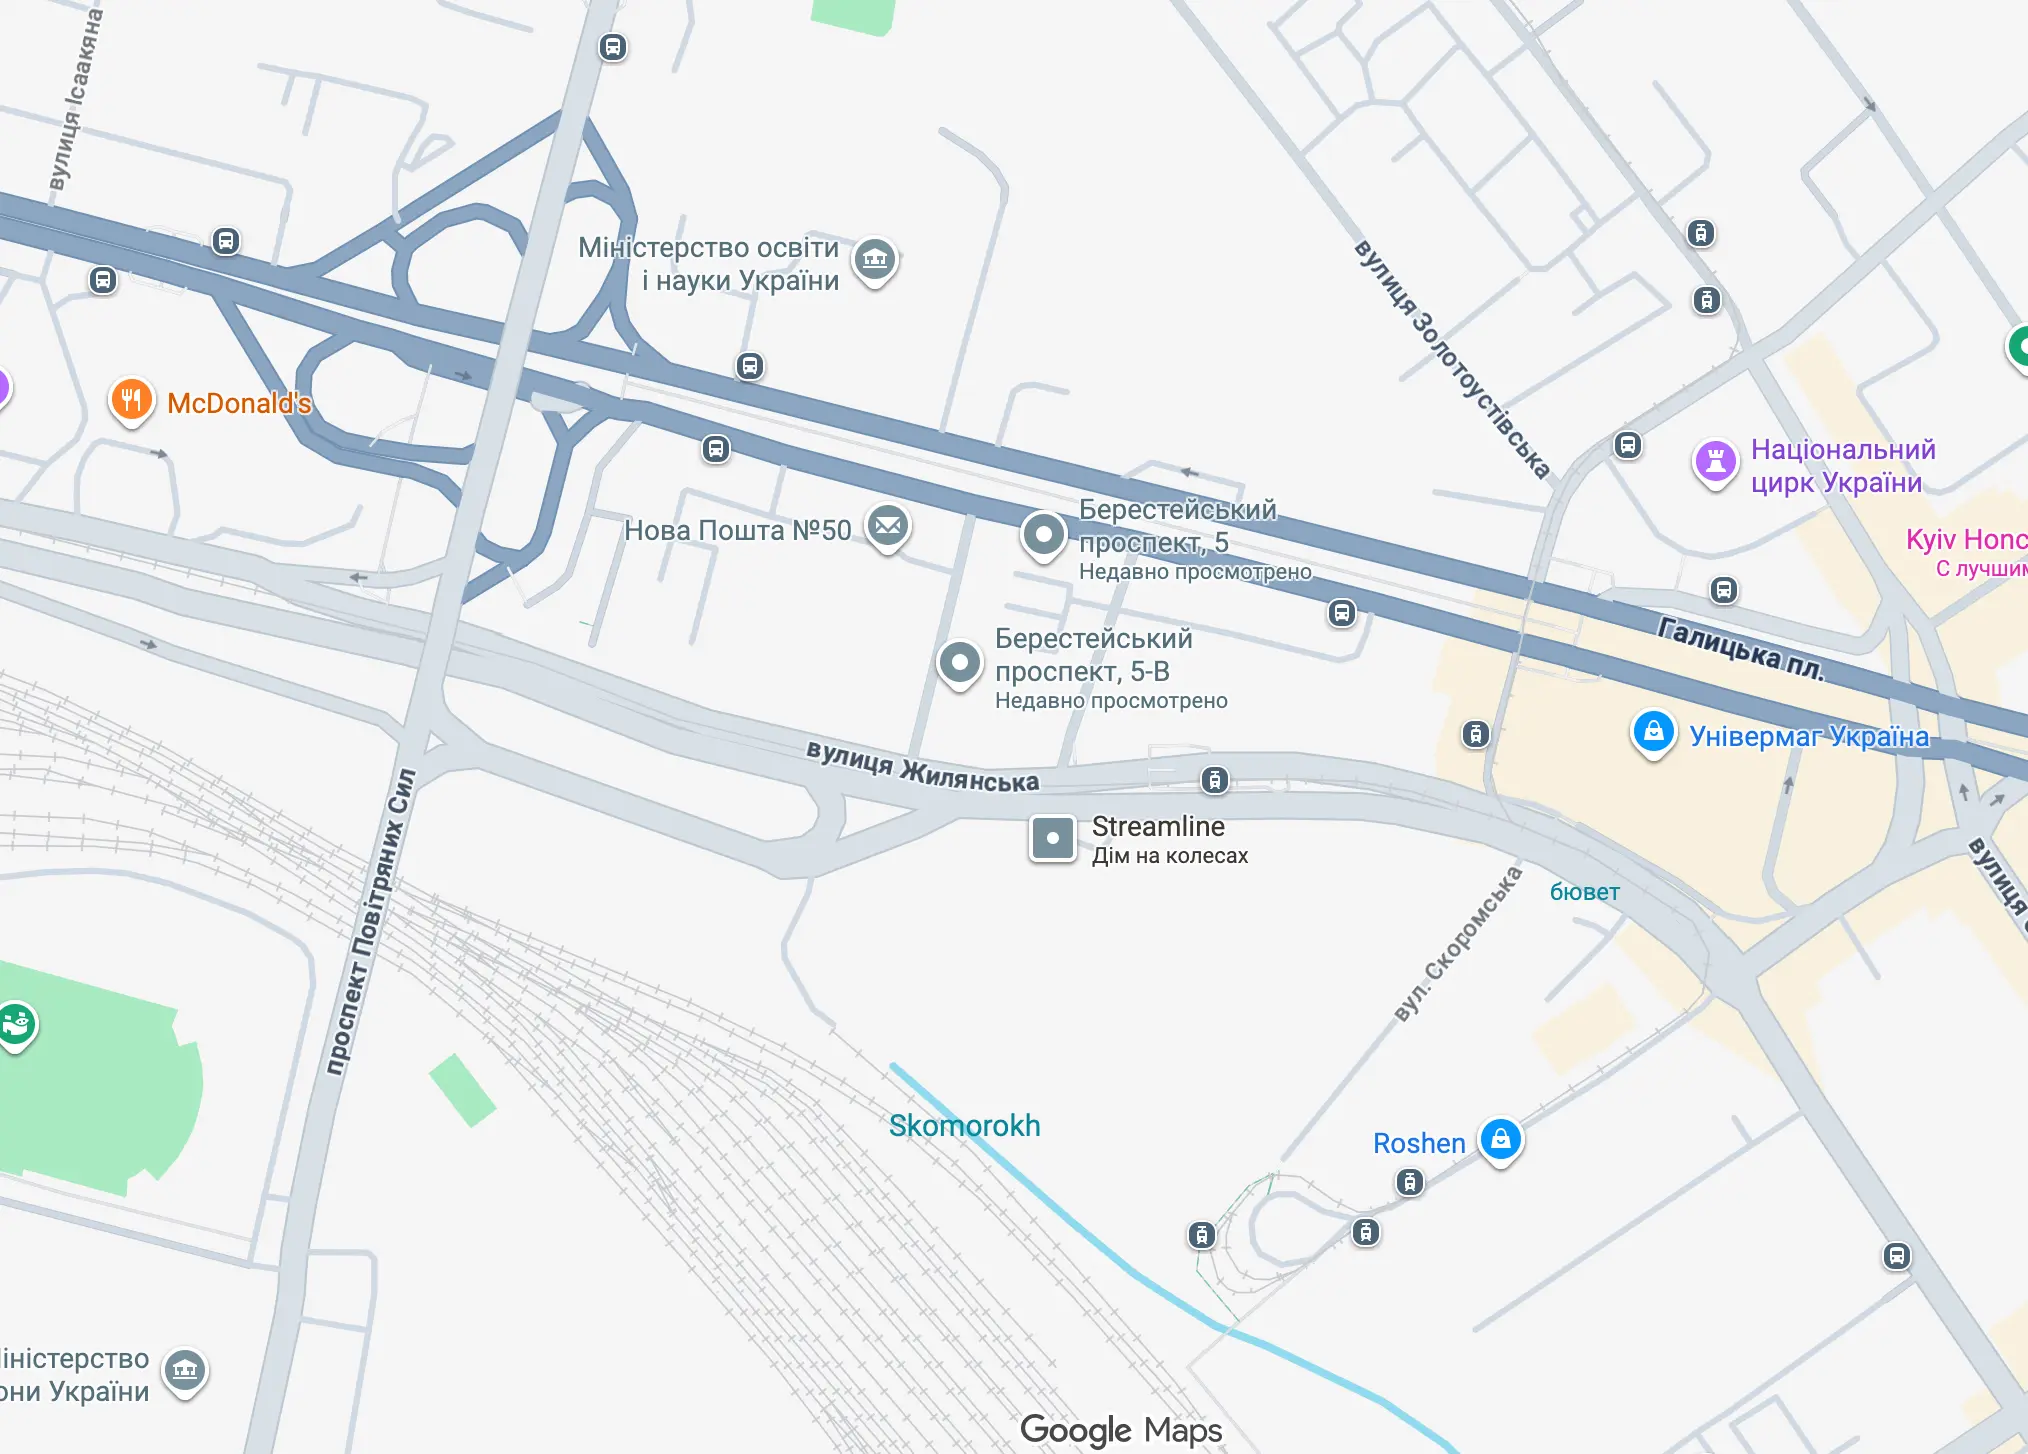 вулиця Ісаакяна
Міністерство освіти
і науки України
McDonald's
вулиця Золотоустівська
Національний
цирк України
Нова Пошта №50
Берестейський
проспект, 5
Недавно просмотрено
Kyiv Honc
С лучшим
Галицька пл.
Берестейський
проспект, 5-В
Недавно просмотрено
Універмаг Україна
вулиця Жилянська
Streamline
Дім на колесах
проспект Повітряних Сил
бювет
вул. Скоромська
вулиця
Skomorokh
Roshen
іністерство
они України
Google Maps